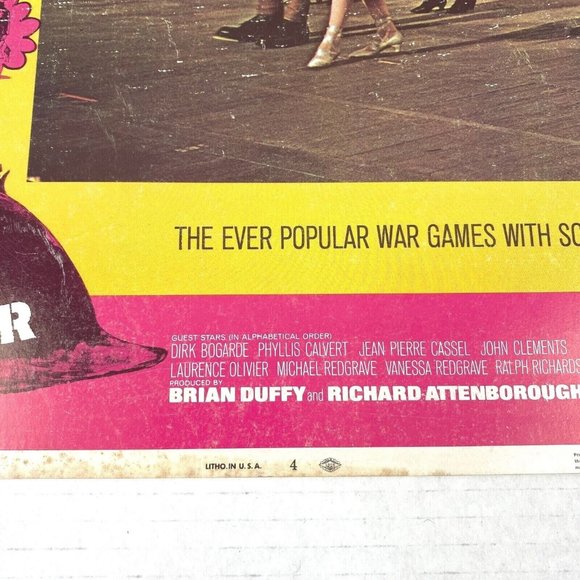 THE EVER POPULAR WAR GAMES WITH
R
GUEST STARS (IN ALPHABETICAL ORDER)
DIRK BOGARDE PHYLLIS CALVERT JEAN PIERRE CASSEL JOHN CLEMENTS
LAURENCE OLIVIER MICHAEL REDGRAVE VANESSA REDGRAVE RALPH RICHARDS
PRODUCED BY
BRIAN DUFFY and RICHARD ATTENBOROUGH
LITHO. IN U. S. A. 4